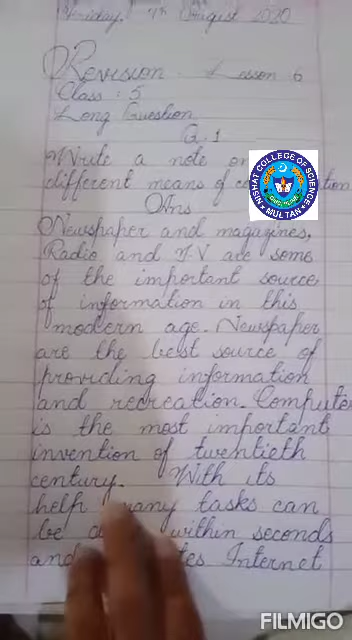 Friday, 7th August 2020
Revision Lesson 6
Class : 5
Long Question
Q.1
Write a note on
different means of
Ans
Newspaper and magazines,
Radio and T.V are some
of the important source
of information in this
modern age. Newspaper
are the best source of
providing information
and recreation. Computer
is the most important
invention of twentieth
century. With its
help many tasks can
be within seconds
and Internet
NISHAT COLLEGE OF SCIENCE
MULTAN
FILMIGO